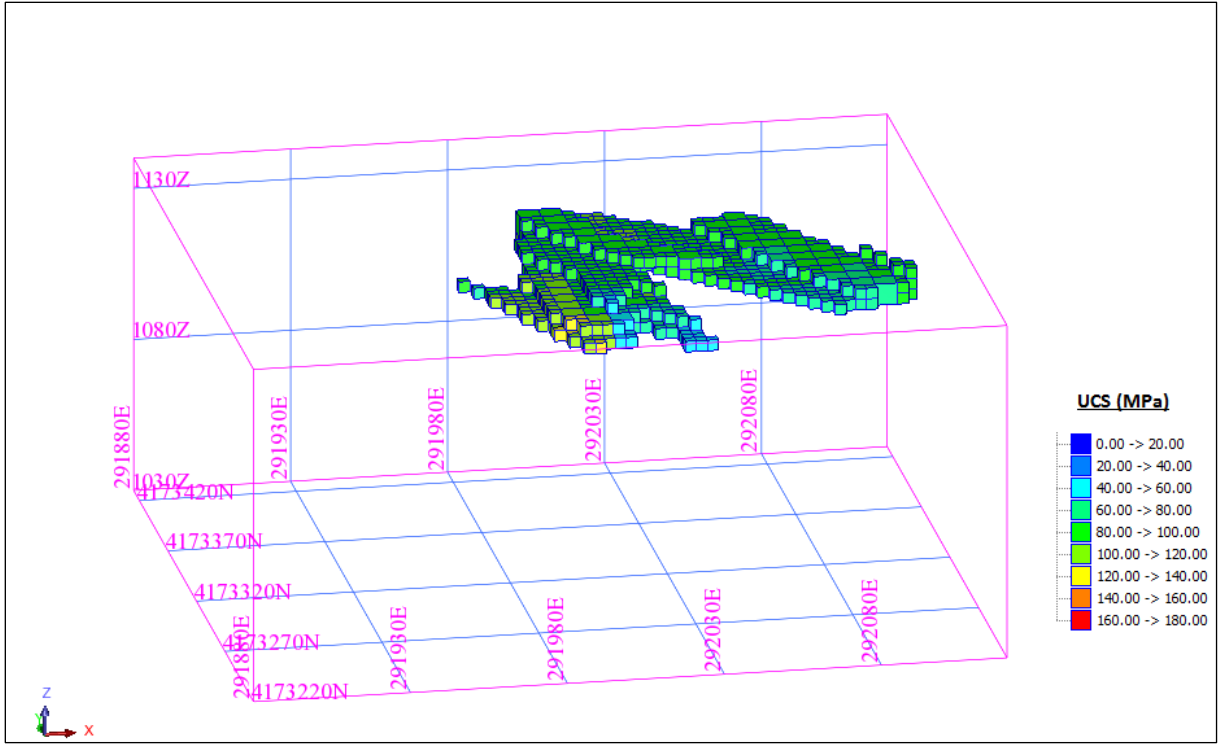 1130Z
1080Z
1030Z
291880E
291930E
291980E
292030E
292080E
4173420N
4173370N
4173320N
4173270N
4173220N
291880E
291930E
291980E
292030E
292080E
UCS (MPa)
0.00 -> 20.00
20.00 -> 40.00
40.00 -> 60.00
60.00 -> 80.00
80.00 -> 100.00
100.00 -> 120.00
120.00 -> 140.00
140.00 -> 160.00
160.00 -> 180.00
Z
Y
X